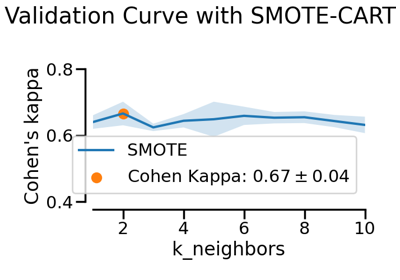 Validation Curve with SMOTE-CART
Cohen's kappa
0.8
0.6
0.4
SMOTE
Cohen Kappa: 0.67 ± 0.04
2 4 6 8 10
k_neighbors